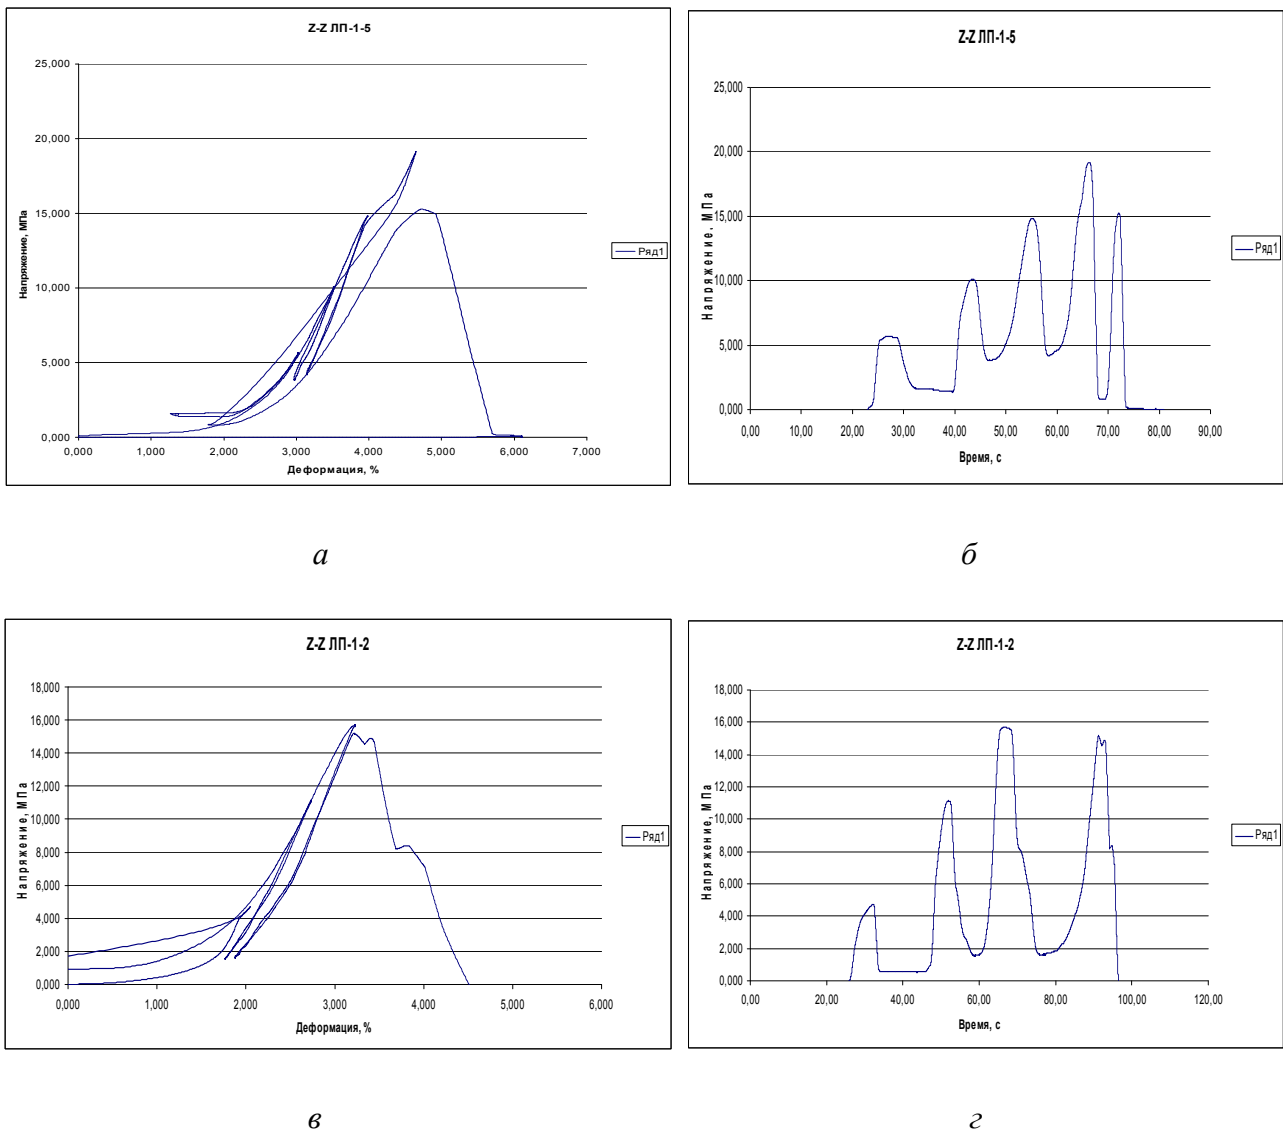 Z-Z ЛП-1-5
25,000
20,000
15,000
10,000
5,000
0,000
Напряжение, МПа
0,000 1,000 2,000 3,000 4,000 5,000 6,000 7,000
Деформация, %
Ряд1
а
Z-Z ЛП-1-5
25,000
20,000
15,000
10,000
5,000
0,000
Напряжение, МПа
0,00 10,00 20,00 30,00 40,00 50,00 60,00 70,00 80,00 90,00
Время, с
Ряд1
б
Z-Z ЛП-1-2
18,000
16,000
14,000
12,000
10,000
8,000
6,000
4,000
2,000
0,000
Напряжение, МПа
0,000 1,000 2,000 3,000 4,000 5,000 6,000
Деформация, %
Ряд1
в
Z-Z ЛП-1-2
18,000
16,000
14,000
12,000
10,000
8,000
6,000
4,000
2,000
0,000
Напряжение, МПа
0,00 20,00 40,00 60,00 80,00 100,00 120,00
Время, с
Ряд1
г